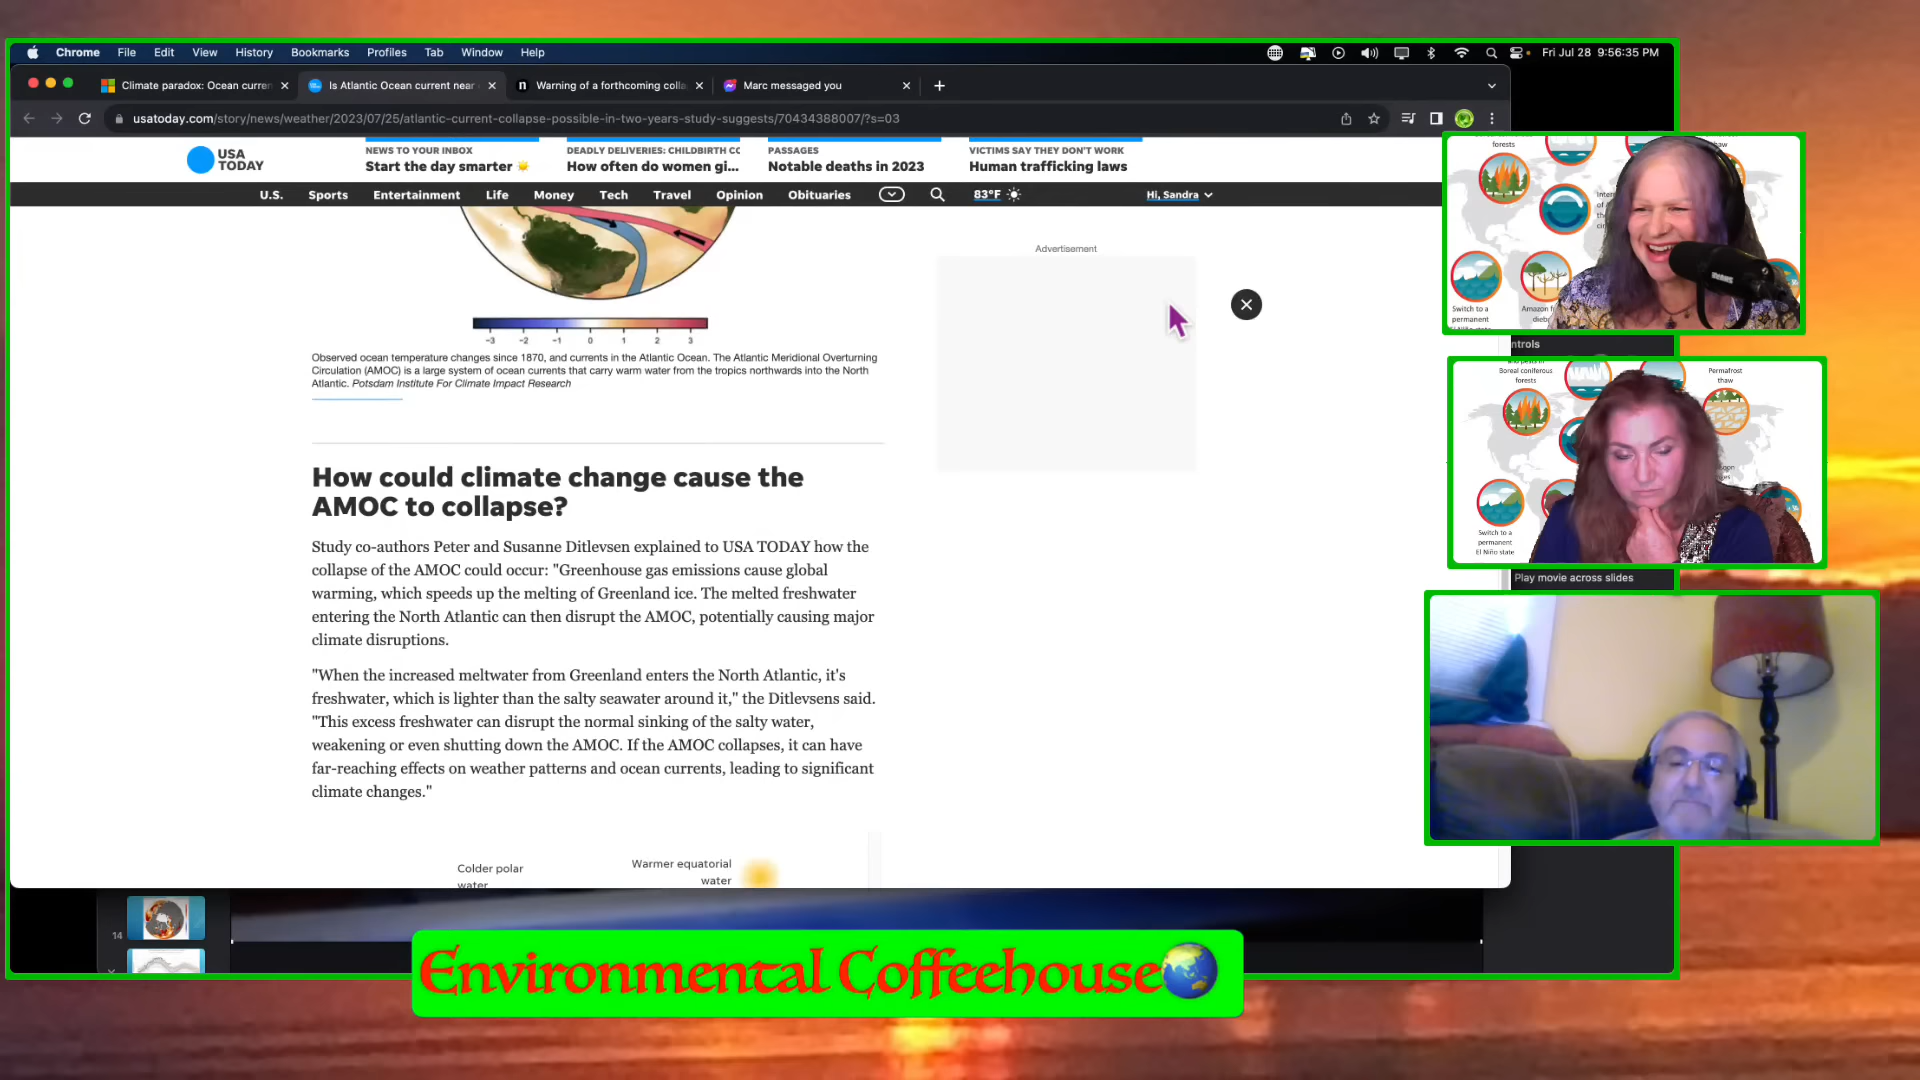 Chrome File Edit View History Bookmarks Profiles Tab Window Help
Fri Jul 28 9:56:35 PM
Climate paradox: Ocean curren
Is Atlantic Ocean current near
Warning of a forthcoming colla
Marc messaged you
usatoday.com/story/news/weather/2023/07/25/atlantic-current-collapse-possible-in-two-years-study-suggests/70434388007/?s=03
USA
TODAY
NEWS TO YOUR INBOX
Start the day smarter
DEADLY DELIVERIES: CHILDBIRTH CC
How often do women gi...
PASSAGES
Notable deaths in 2023
VICTIMS SAY THEY DON'T WORK
Human trafficking laws
U.S. Sports Entertainment Life Money Tech Travel Opinion Obituaries 83°F Hi, Sandra
Advertisement
-3 -2 -1 0 1 2 3
Observed ocean temperature changes since 1870, and currents in the Atlantic Ocean. The Atlantic Meridional Overturning
Circulation (AMOC) is a large system of ocean currents that carry warm water from the tropics northwards into the North
Atlantic. Potsdam Institute For Climate Impact Research
How could climate change cause the
AMOC to collapse?
Study co-authors Peter and Susanne Ditlevsen explained to USA TODAY how the
collapse of the AMOC could occur: "Greenhouse gas emissions cause global
warming, which speeds up the melting of Greenland ice. The melted freshwater
entering the North Atlantic can then disrupt the AMOC, potentially causing major
climate disruptions.
"When the increased meltwater from Greenland enters the North Atlantic, it's
freshwater, which is lighter than the salty seawater around it," the Ditlevsens said.
"This excess freshwater can disrupt the normal sinking of the salty water,
weakening or even shutting down the AMOC. If the AMOC collapses, it can have
far-reaching effects on weather patterns and ocean currents, leading to significant
climate changes."
Colder polar
water
Warmer equatorial
water
forests
Switch to a
permanent
Amazon
ntrols
Boreal coniferous
forests
Permafrost
thaw
Switch to a
permanent
El Niño state
Play movie across slides
14
Environmental Coffeehouse